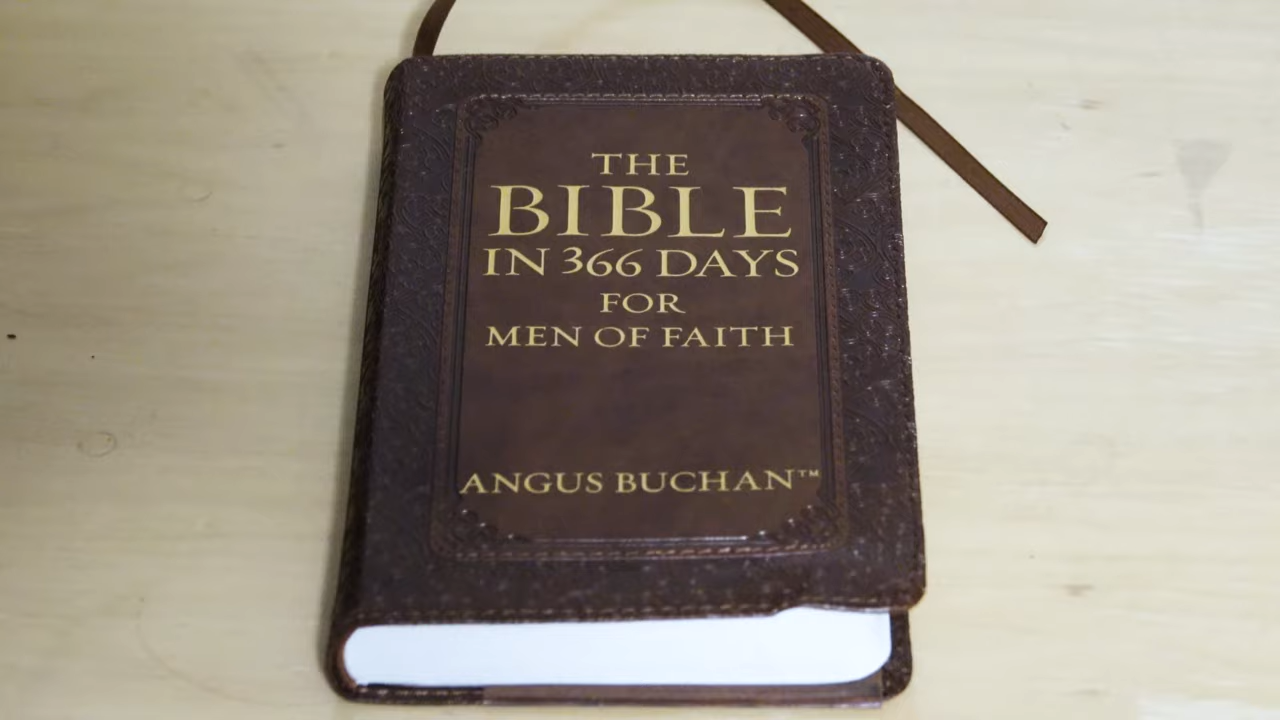 THE
BIBLE
IN 366 DAYS
FOR
MEN OF FAITH
ANGUS BUCHAN™